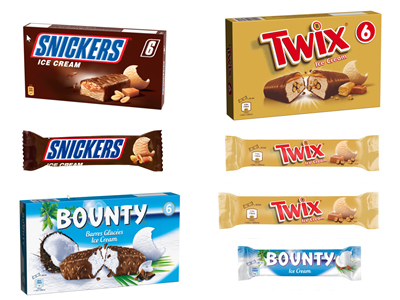 SNICKERS
6
ICE CREAM
TWIX
6
Ice Cream
SNICKERS
ICE CREAM
TWIX
Ice Cream
BOUNTY
6
Barres Glacées
Ice Cream
TWIX
Ice Cream
BOUNTY
Ice Cream